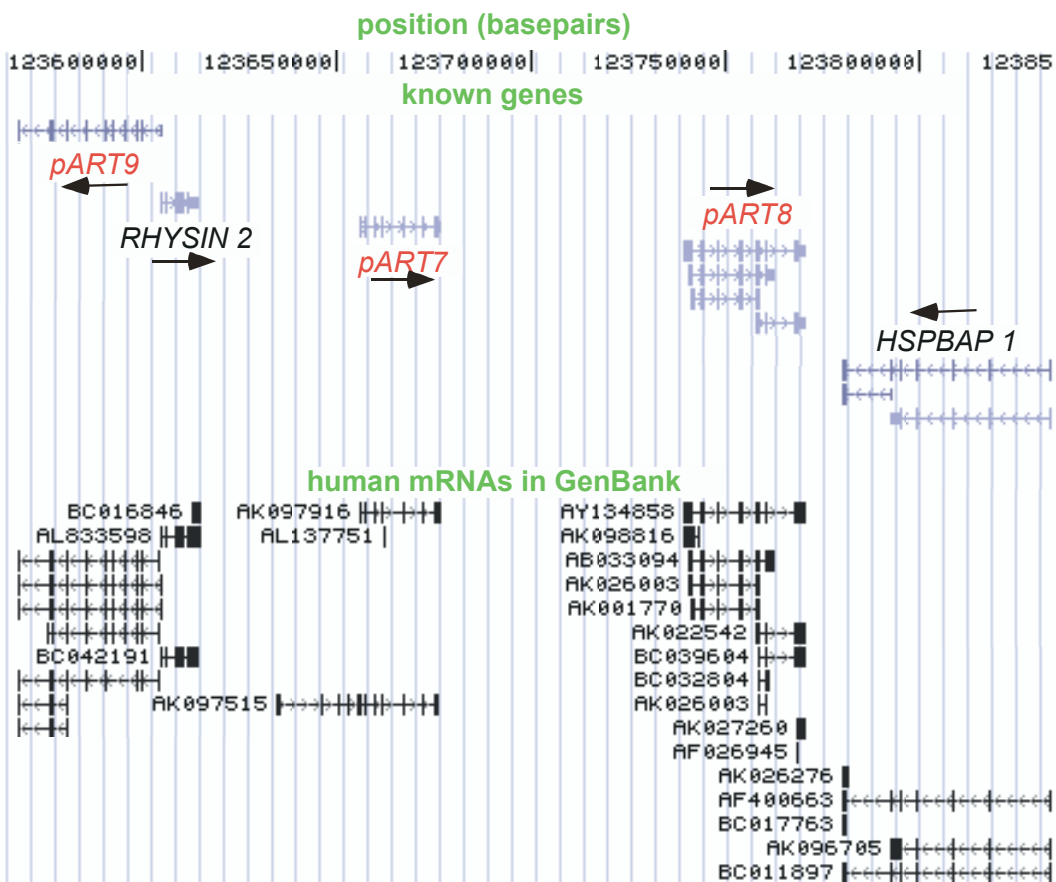 position (basepairs)
123600000| 123650000| 123700000| 123750000| 123800000| 12385
known genes
pART9
pART8
RHYSIN 2
pART7
HSPBAP 1
human mRNAs in GenBank
BC016846 AK097916 AY134858
AL833598 AL137751 AK098816
AB033094
AK026003
AK001770
AK022542
BC042191 BC039604
BC032804
AK097515 AK026003
AK027260
AF026945
AK026276
AF400663
BC017763
AK096705
BC011897